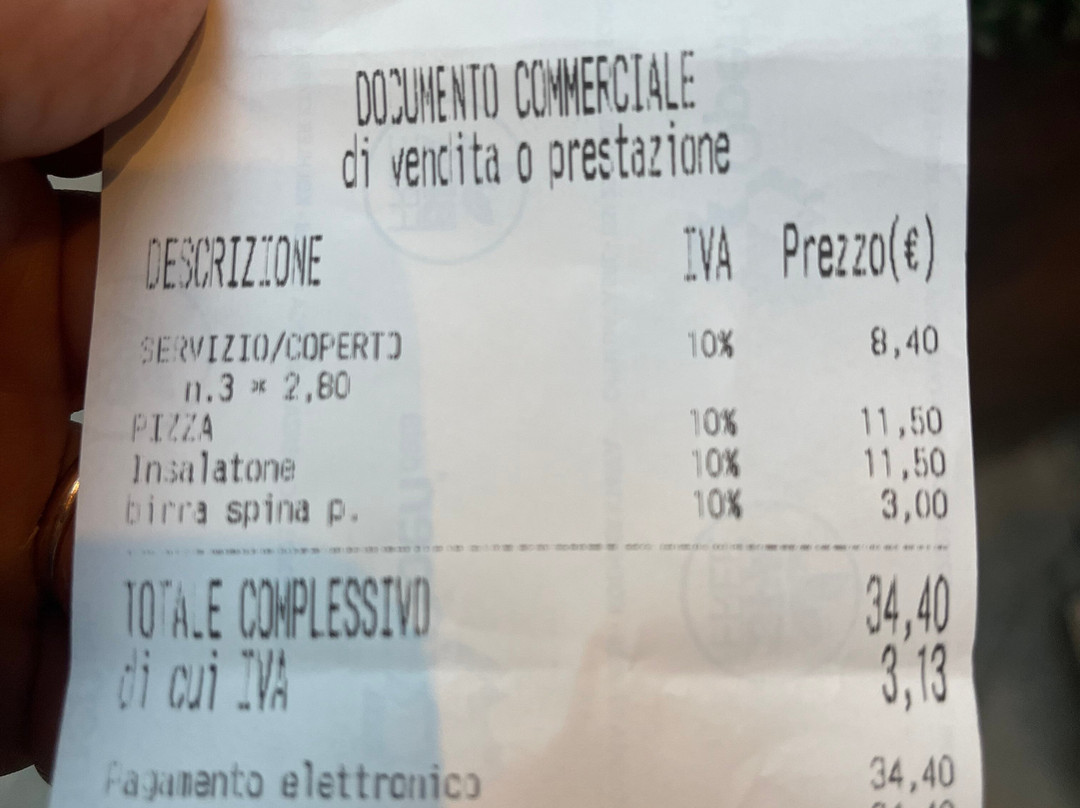 DOCUMENTO COMMERCIALE
di vendita o prestazione
DESCRIZIONE IVA Prezzo(€)
SERVIZIO/COPERTO 10% 8,40
n.3 * 2,80
PIZZA 10% 11,50
Insalatone 10% 11,50
birra spina p. 10% 3,00
TOTALE COMPLESSIVO 34,40
di cui IVA 3,13
Pagamento elettronico 34,40